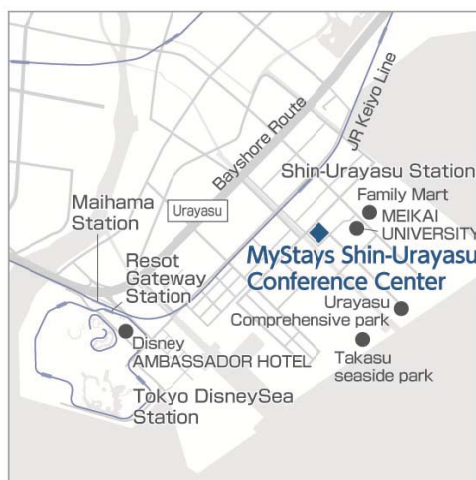 Bayshore Route
JR Keiyo Line
Shin-Urayasu Station
Family Mart
MEIKAI
UNIVERSITY
Maihama
Station
Urayasu
MyStays Shin-Urayasu
Conference Center
Resot
Gateway
Station
Urayasu
Comprehensive park
Disney
AMBASSADOR HOTEL
Takasu
seaside park
Tokyo DisneySea
Station